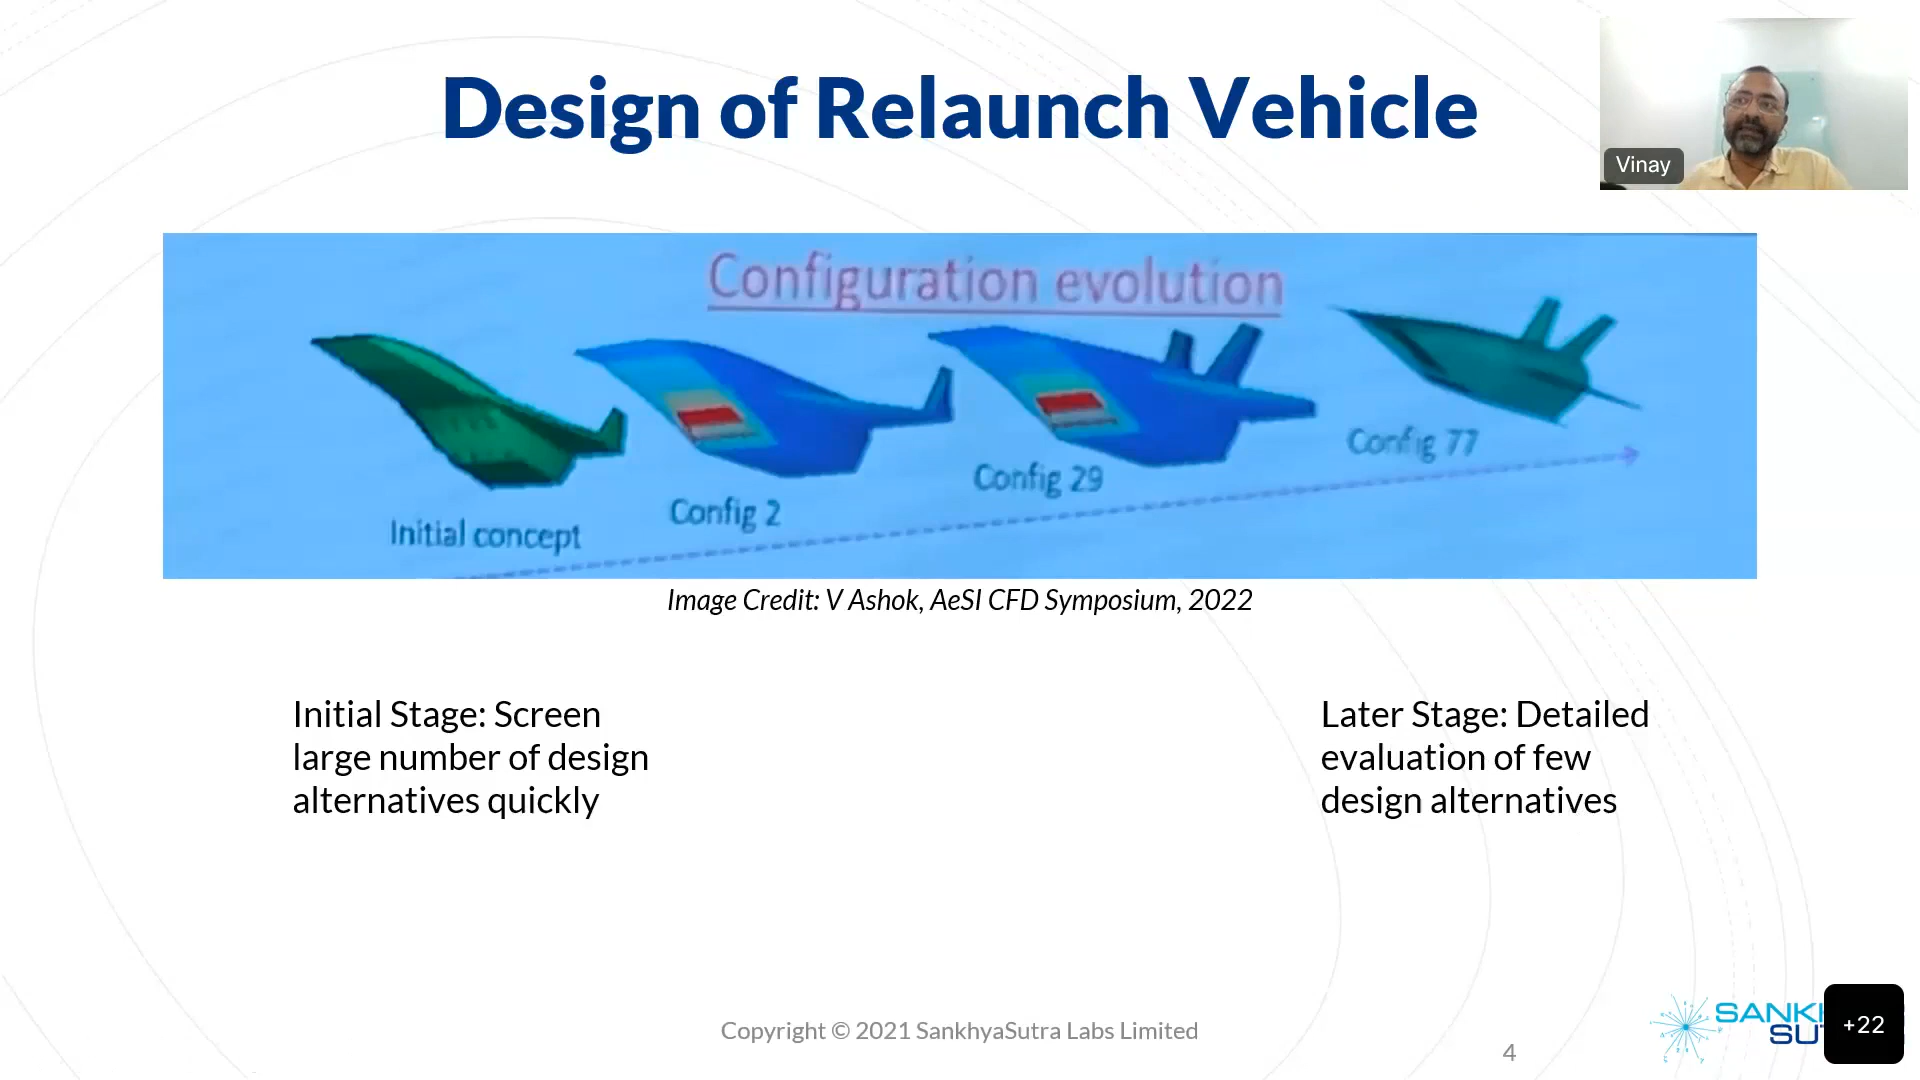 Design of Relaunch Vehicle
Vinay
Configuration evolution
Initial concept
Config 2
Config 29
Config 77
Image Credit: V Ashok, AeSI CFD Symposium, 2022
Initial Stage: Screen
large number of design
alternatives quickly
Later Stage: Detailed
evaluation of few
design alternatives
Copyright © 2021 SankhyaSutra Labs Limited
4
+22